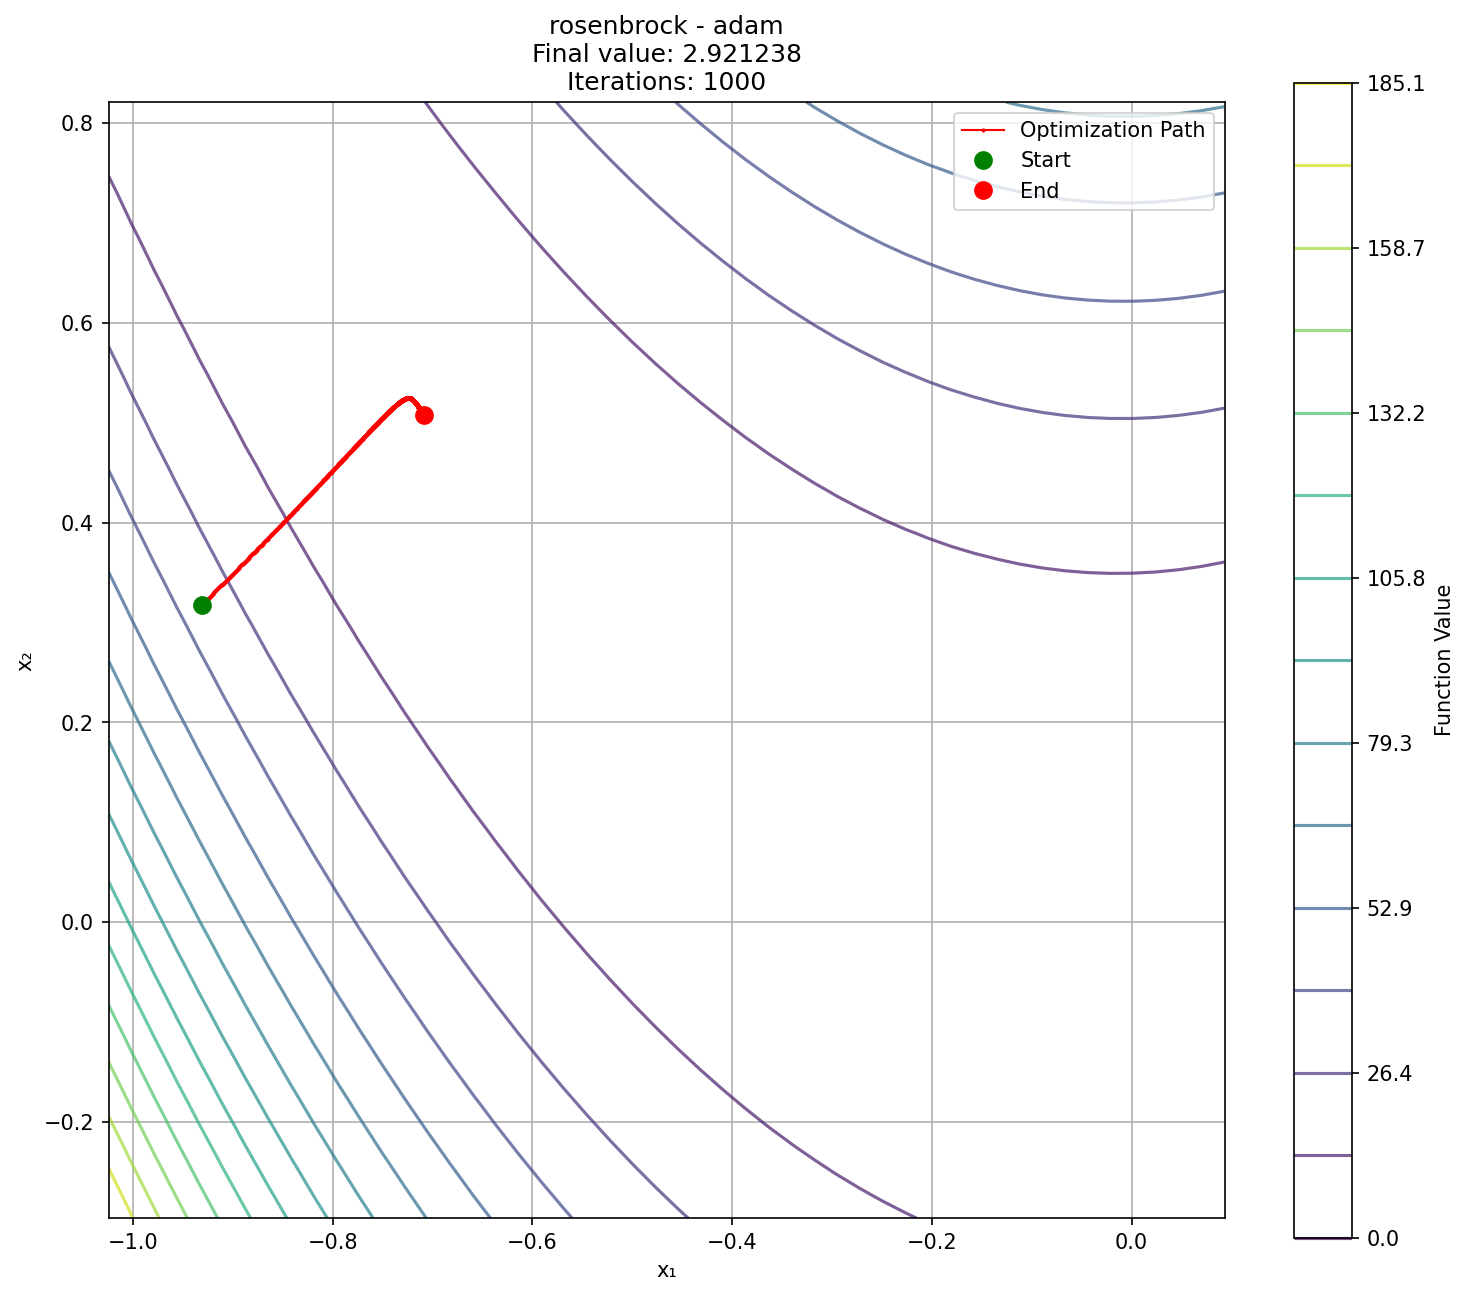 rosenbrock - adam
Final value: 2.921238
Iterations: 1000
Optimization Path
Start
End
0.8
0.6
0.4
0.2
0.0
−0.2
x₂
−1.0
−0.8
−0.6
−0.4
−0.2
0.0
x₁
185.1
158.7
132.2
105.8
79.3
52.9
26.4
0.0
Function Value